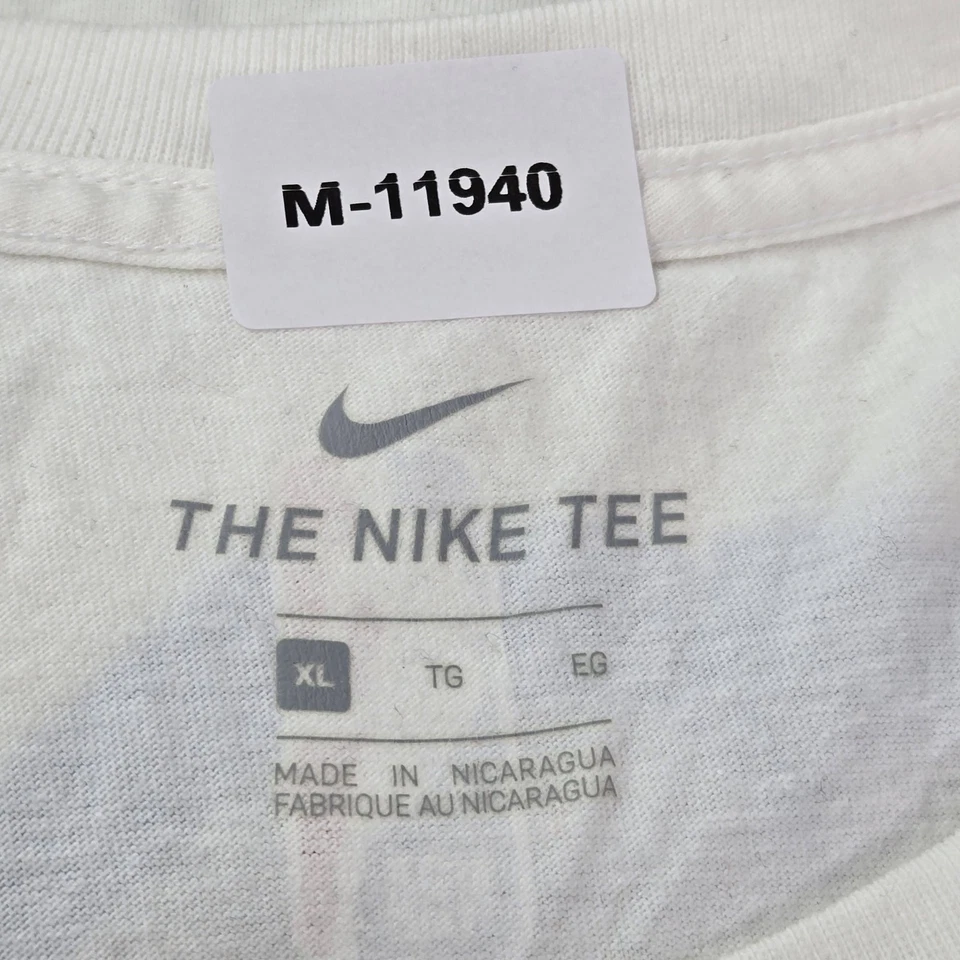 M-11940
THE NIKE TEE
XL TG EG
MADE IN NICARAGUA
FABRIQUE AU NICARAGUA